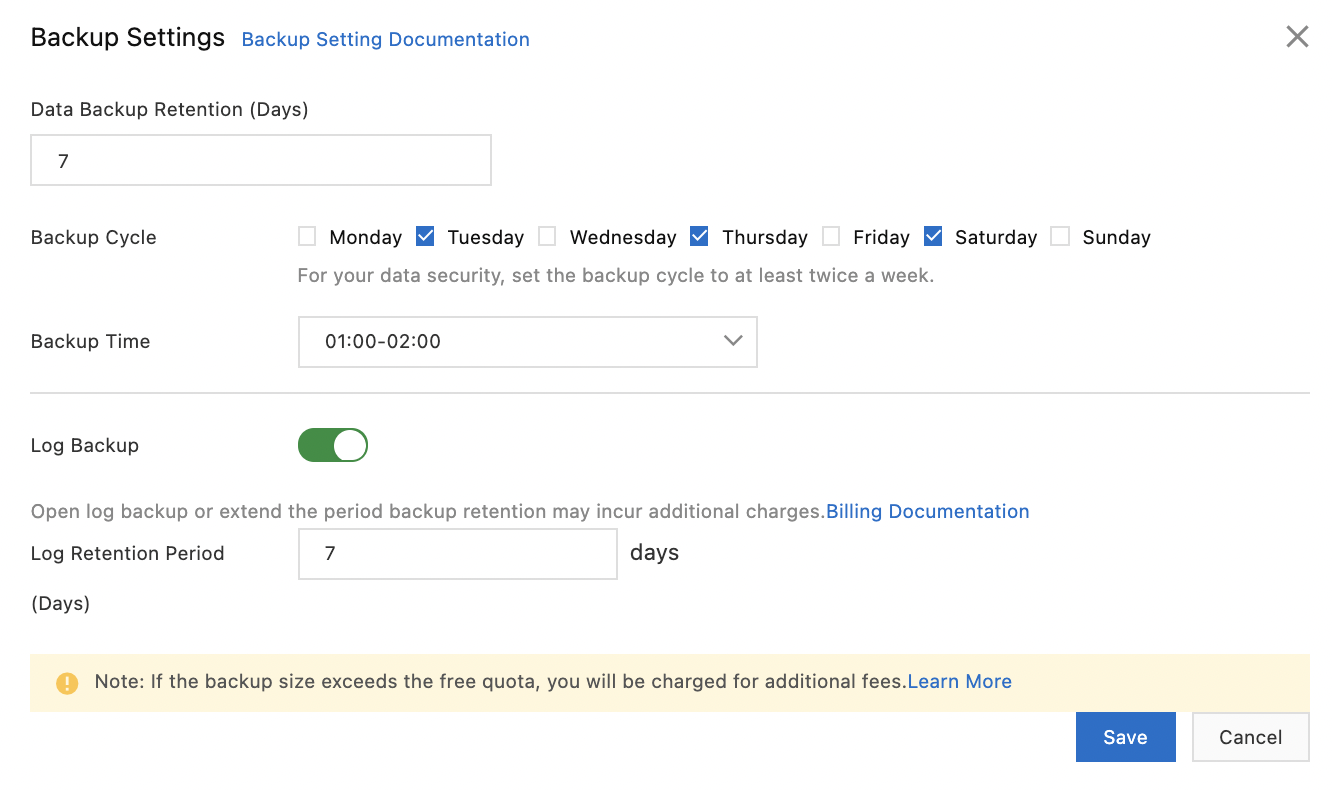 Backup Settings Backup Setting Documentation
Data Backup Retention (Days)
7
Backup Cycle Monday Tuesday Wednesday Thursday Friday Saturday Sunday
For your data security, set the backup cycle to at least twice a week.
Backup Time 01:00-02:00
Log Backup
Open log backup or extend the period backup retention may incur additional charges.Billing Documentation
Log Retention Period 7 days
(Days)
Note: If the backup size exceeds the free quota, you will be charged for additional fees.Learn More
Save Cancel